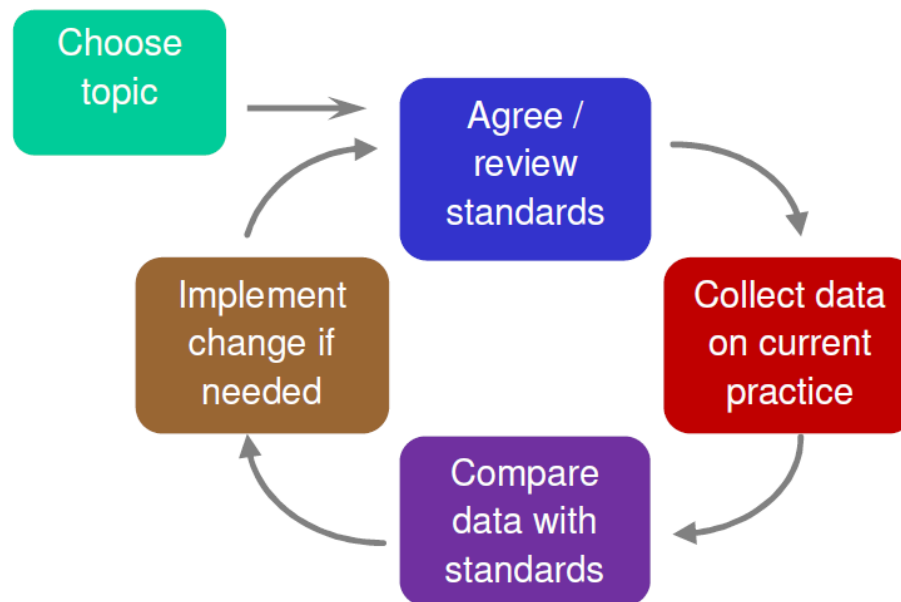 Choose
topic
Agree /
review
standards
Collect data
on current
practice
Compare
data with
standards
Implement
change if
needed